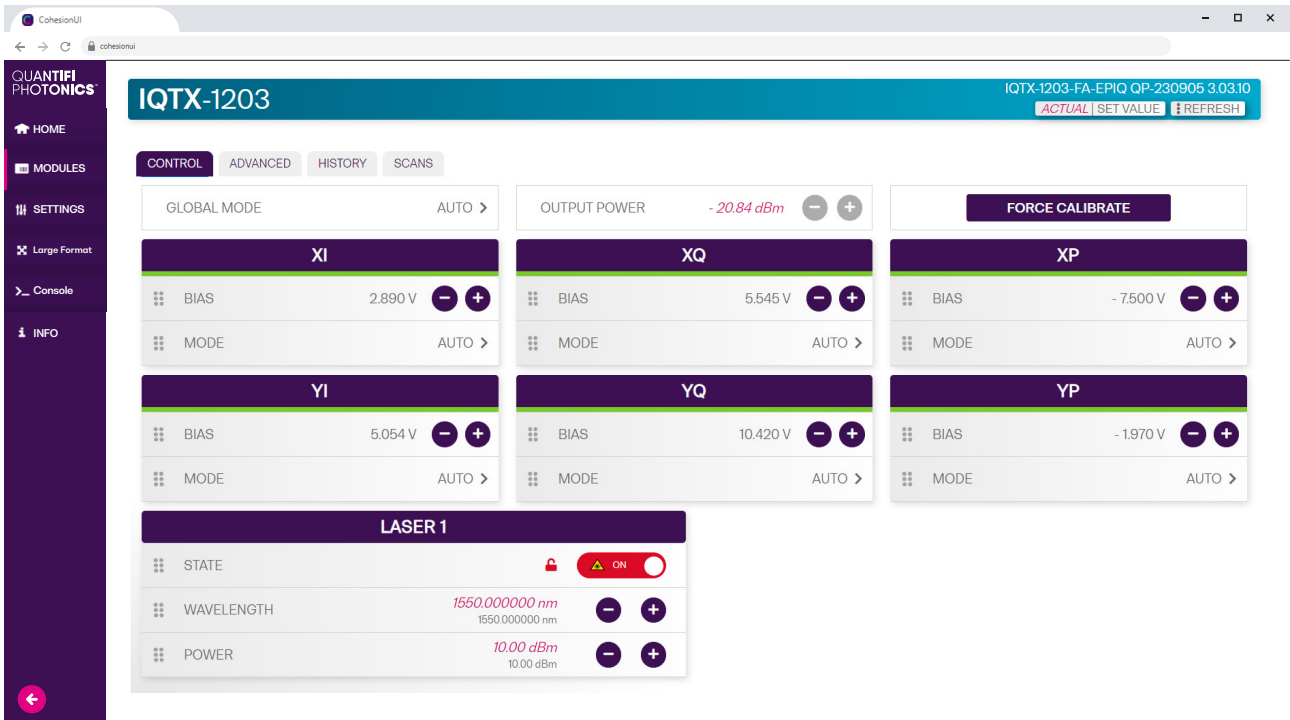 CohesionUI
cohesionui
QUANTIFI
PHOTONICS™
HOME
MODULES
SETTINGS
Large Format
>_ Console
INFO
IQTX-1203
IQTX-1203-FA-EPIQ QP-230905 3.03.10
ACTUAL | SET VALUE REFRESH
CONTROL ADVANCED HISTORY SCANS
GLOBAL MODE AUTO >
OUTPUT POWER - 20.84 dBm − +
FORCE CALIBRATE
XI
BIAS 2.890 V − +
MODE AUTO >
XQ
BIAS 5.545 V − +
MODE AUTO >
XP
BIAS - 7.500 V − +
MODE AUTO >
YI
BIAS 5.054 V − +
MODE AUTO >
YQ
BIAS 10.420 V − +
MODE AUTO >
YP
BIAS - 1.970 V − +
MODE AUTO >
LASER 1
STATE ON
WAVELENGTH 1550.000000 nm − +
1550.000000 nm
POWER 10.00 dBm − +
10.00 dBm